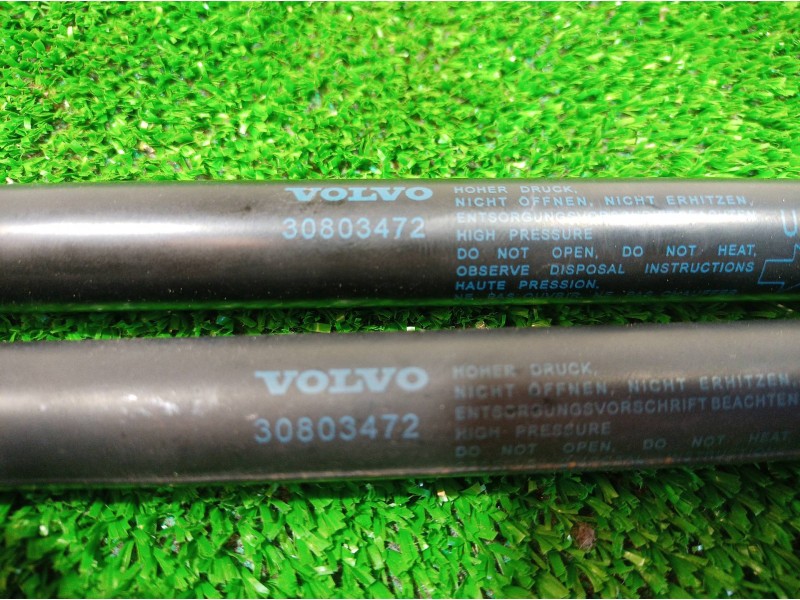 VOLVO
30803472
HOHER DRUCK,
NICHT ÖFFNEN, NICHT ERHITZEN,
ENTSORGUNGSVORSCHRIFT BEACHTEN
HIGH PRESSURE
DO NOT OPEN, DO NOT HEAT,
OBSERVE DISPOSAL INSTRUCTIONS
HAUTE PRESSION,
U
VOLVO
30803472
HOHER DRUCK,
NICHT ÖFFNEN, NICHT ERHITZEN,
ENTSORGUNGSVORSCHRIFT BEACHTEN
HIGH PRESSURE
DO NOT OPEN, DO NOT HEAT